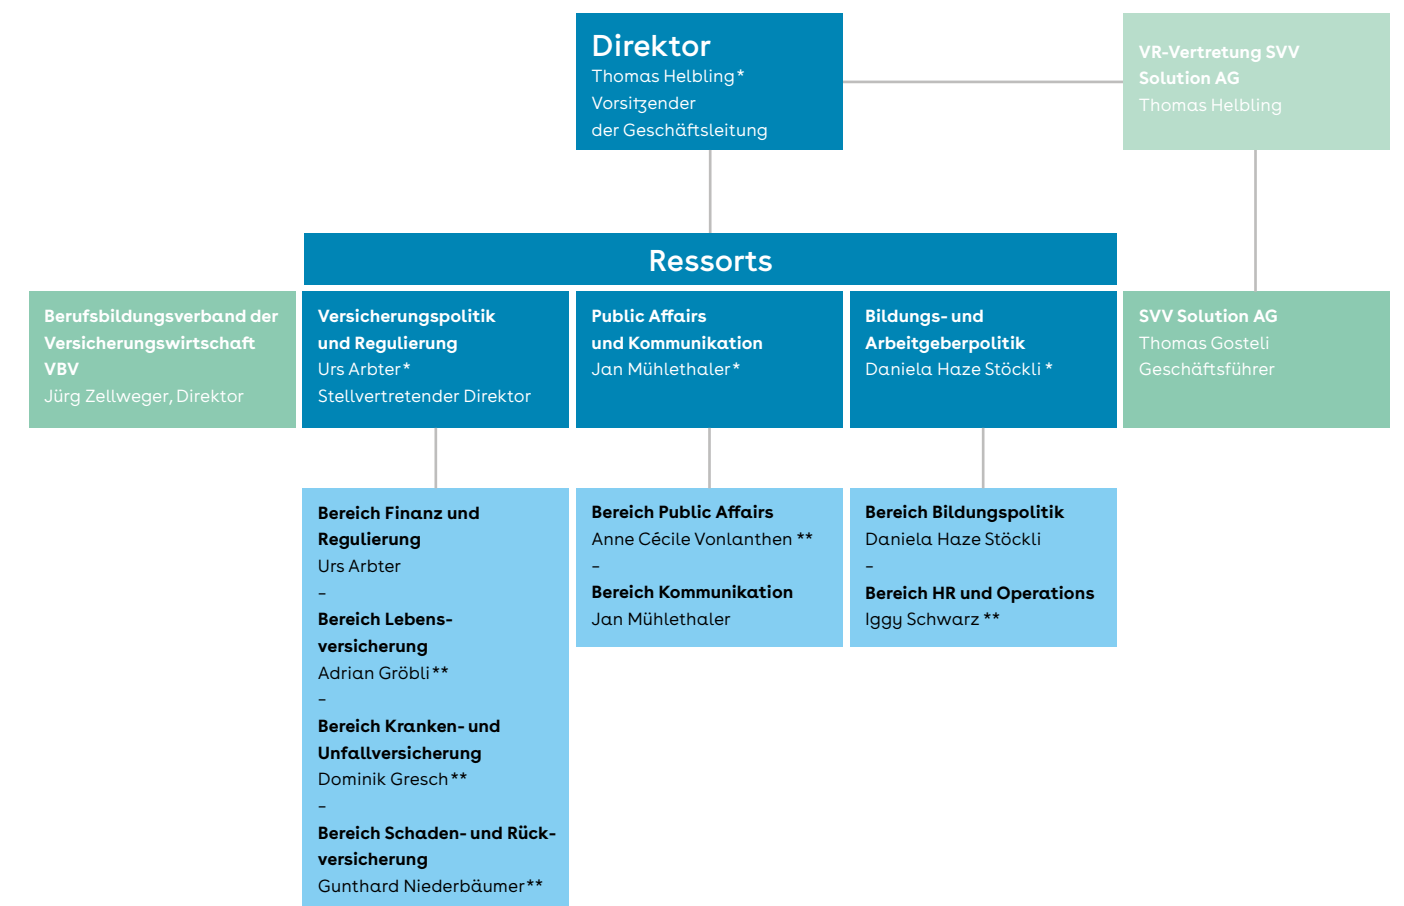 Direktor
Thomas Helbling*
Vorsitzender
der Geschäftsleitung
VR-Vertretung SVV
Solution AG
Thomas Helbling
Ressorts
Berufsbildungsverband der
Versicherungswirtschaft
VBV
Jürg Zellweger, Direktor
Versicherungspolitik
und Regulierung
Urs Arbter*
Stellvertretender Direktor
Public Affairs
und Kommunikation
Jan Mühlethaler*
Bildungs- und
Arbeitgeberpolitik
Daniela Haze Stöckli *
SVV Solution AG
Thomas Gosteli
Geschäftsführer
Bereich Finanz und
Regulierung
Urs Arbter
–
Bereich Lebens-
versicherung
Adrian Gröbli**
–
Bereich Kranken- und
Unfallversicherung
Dominik Gresch**
–
Bereich Schaden- und Rück-
versicherung
Gunthard Niederbäumer**
Bereich Public Affairs
Anne Cécile Vonlanthen **
–
Bereich Kommunikation
Jan Mühlethaler
Bereich Bildungspolitik
Daniela Haze Stöckli
–
Bereich HR und Operations
Iggy Schwarz **